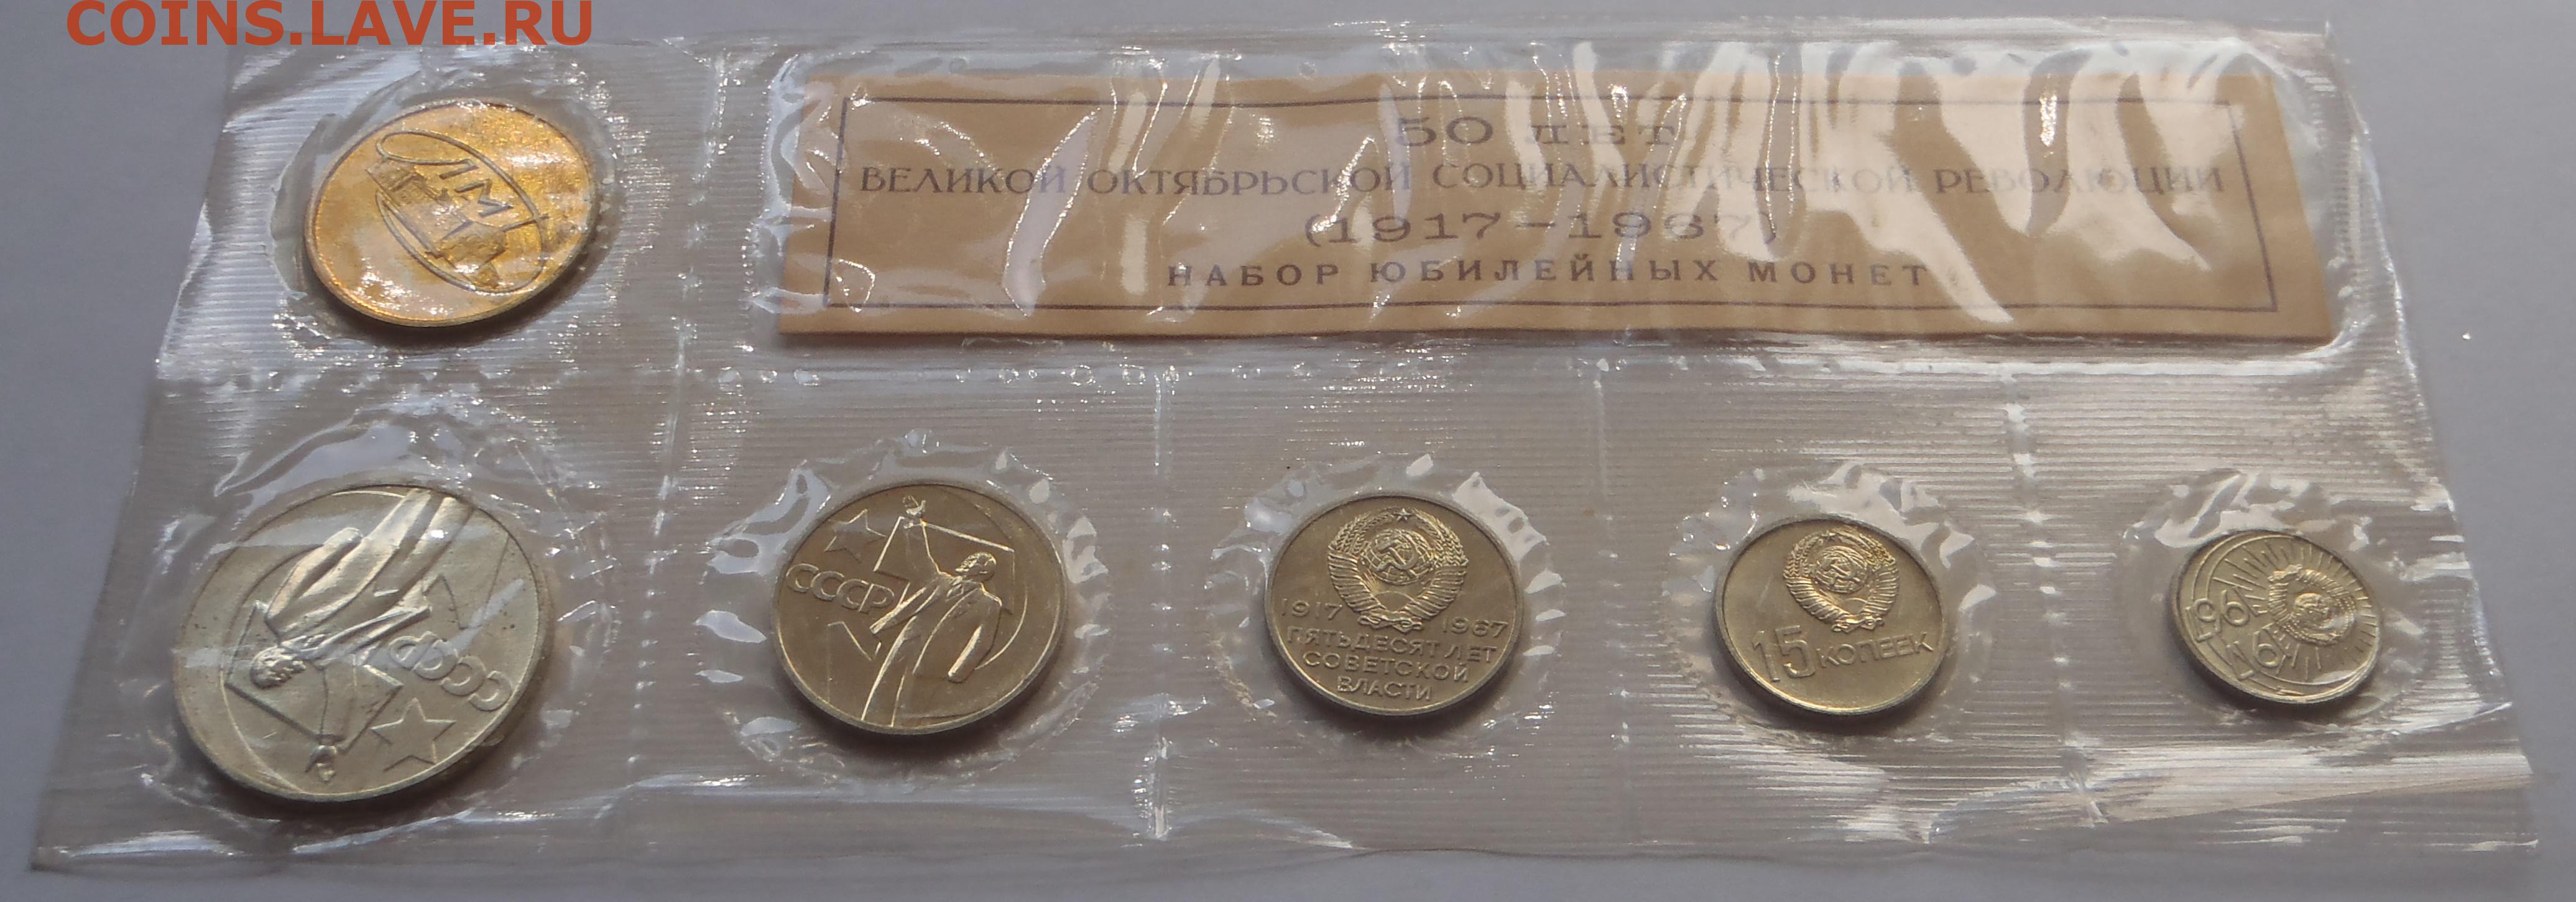 COINS.LAVE.RU
ЛМД
50 ЛЕТ
ВЕЛИКОЙ ОКТЯБРЬСКОЙ СОЦИАЛИСТИЧЕСКОЙ РЕВОЛЮЦИИ
(1917-1967)
НАБОР ЮБИЛЕЙНЫХ МОНЕТ
СССР
СССР
1917 1967
ПЯТЬДЕСЯТ ЛЕТ
СОВЕТСКОЙ
ВЛАСТИ
15 КОПЕЕК